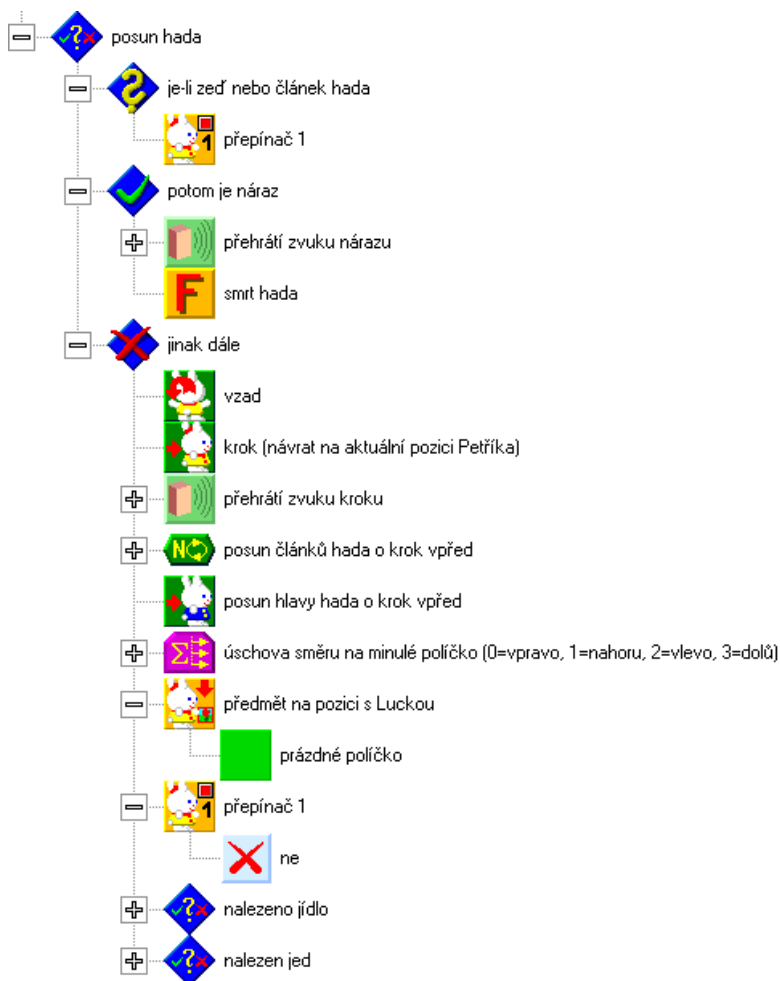 posun hada
je-li zeď nebo článek hada
přepínač 1
potom je náraz
přehrátí zvuku nárazu
smrt hada
jinak dále
vzad
krok (návrat na aktuální pozici Petříka)
přehrátí zvuku kroku
posun článků hada o krok vpřed
posun hlavy hada o krok vpřed
úschova směru na minulé políčko (0=vpravo, 1=nahoru, 2=vlevo, 3=dolů)
předmět na pozici s Luckou
prázdné políčko
přepínač 1
ne
nalezeno jídlo
nalezen jed